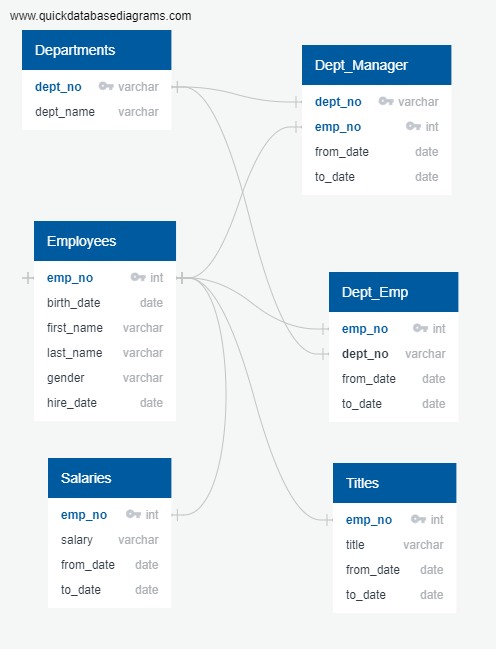 www.quickdatabasediagrams.com
Departments
dept_no varchar
dept_name varchar
Dept_Manager
dept_no varchar
emp_no int
from_date date
to_date date
Employees
emp_no int
birth_date date
first_name varchar
last_name varchar
gender varchar
hire_date date
Dept_Emp
emp_no int
dept_no varchar
from_date date
to_date date
Salaries
emp_no int
salary varchar
from_date date
to_date date
Titles
emp_no int
title varchar
from_date date
to_date date